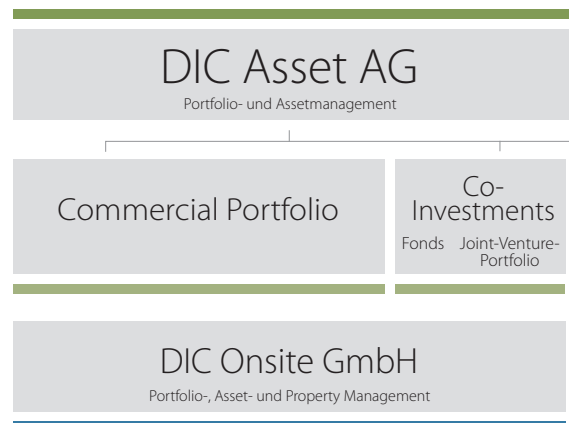 DIC Asset AG
Portfolio- und Assetmanagement
Commercial Portfolio
Co-
Investments
Fonds Joint-Venture-
Portfolio
DIC Onsite GmbH
Portfolio-, Asset- und Property Management